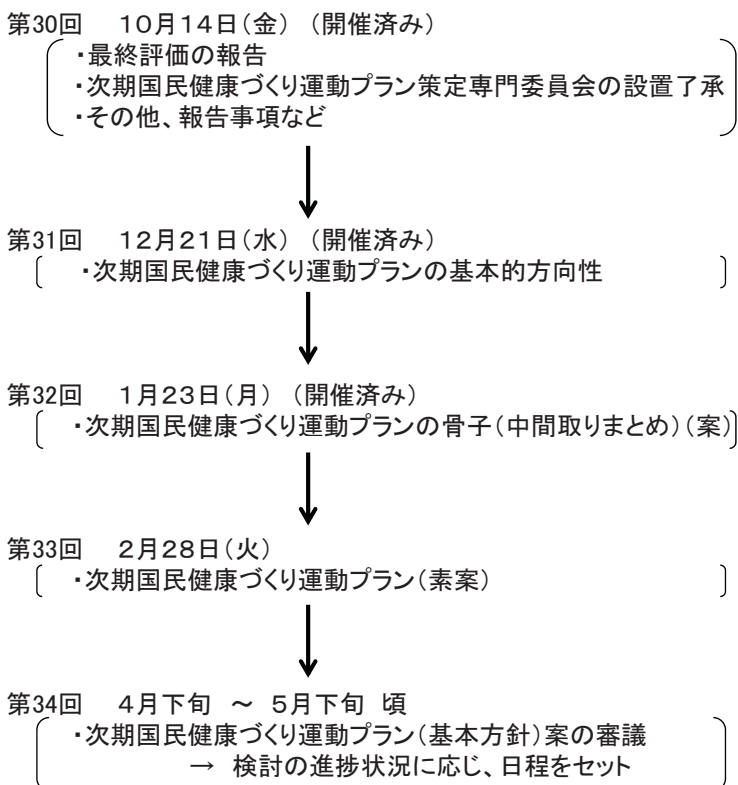 第30回　１０月１４日（金）（開催済み）
・最終評価の報告
・次期国民健康づくり運動プラン策定専門委員会の設置了承
・その他、報告事項など
第31回　１２月２１日（水）（開催済み）
・次期国民健康づくり運動プランの基本的方向性
第32回　１月２３日（月）（開催済み）
・次期国民健康づくり運動プランの骨子（中間取りまとめ）（案）
第33回　２月２８日（火）
・次期国民健康づくり運動プラン（素案）
第34回　４月下旬　～　５月下旬　頃
・次期国民健康づくり運動プラン（基本方針）案の審議
→　検討の進捗状況に応じ、日程をセット